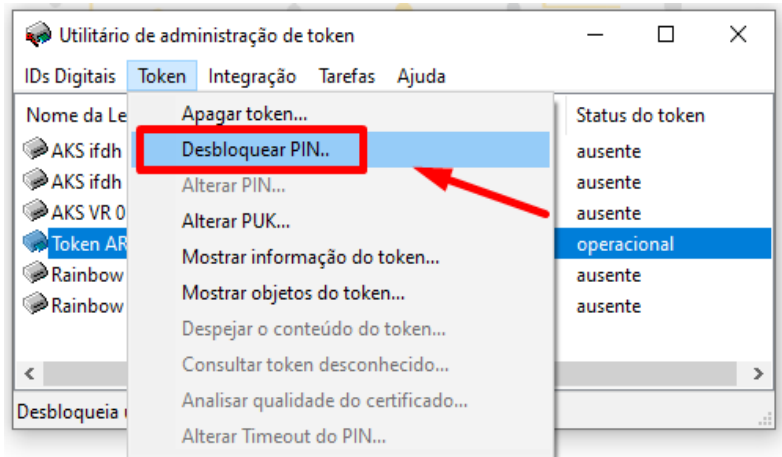 Utilitário de administração de token
IDs Digitais Token Integração Tarefas Ajuda
Nome da Le
Status do token
AKS ifdh
ausente
AKS ifdh
ausente
AKS VR 0
ausente
Token AR
operacional
Rainbow
ausente
Rainbow
ausente
Apagar token...
Desbloquear PIN..
Alterar PIN...
Alterar PUK...
Mostrar informação do token...
Mostrar objetos do token...
Despejar o conteúdo do token...
Consultar token desconhecido...
Analisar qualidade do certificado...
Alterar Timeout do PIN...
Desbloqueia